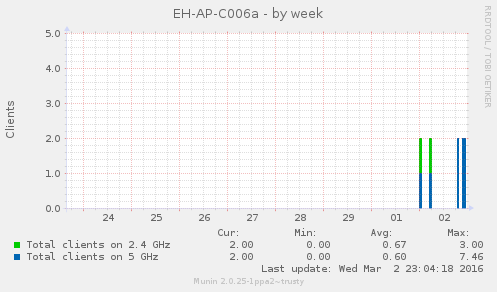 EH-AP-C006a - by week
RRDTOOL / TOBI OETIKER
Clients
5.0
4.0
3.0
2.0
1.0
0.0
24 25 26 27 28 29 01 02
Cur: Min: Avg: Max:
Total clients on 2.4 GHz 2.00 0.00 0.67 3.00
Total clients on 5 GHz 2.00 0.00 0.60 7.46
Last update: Wed Mar 2 23:04:18 2016
Munin 2.0.25-1ppa2~trusty